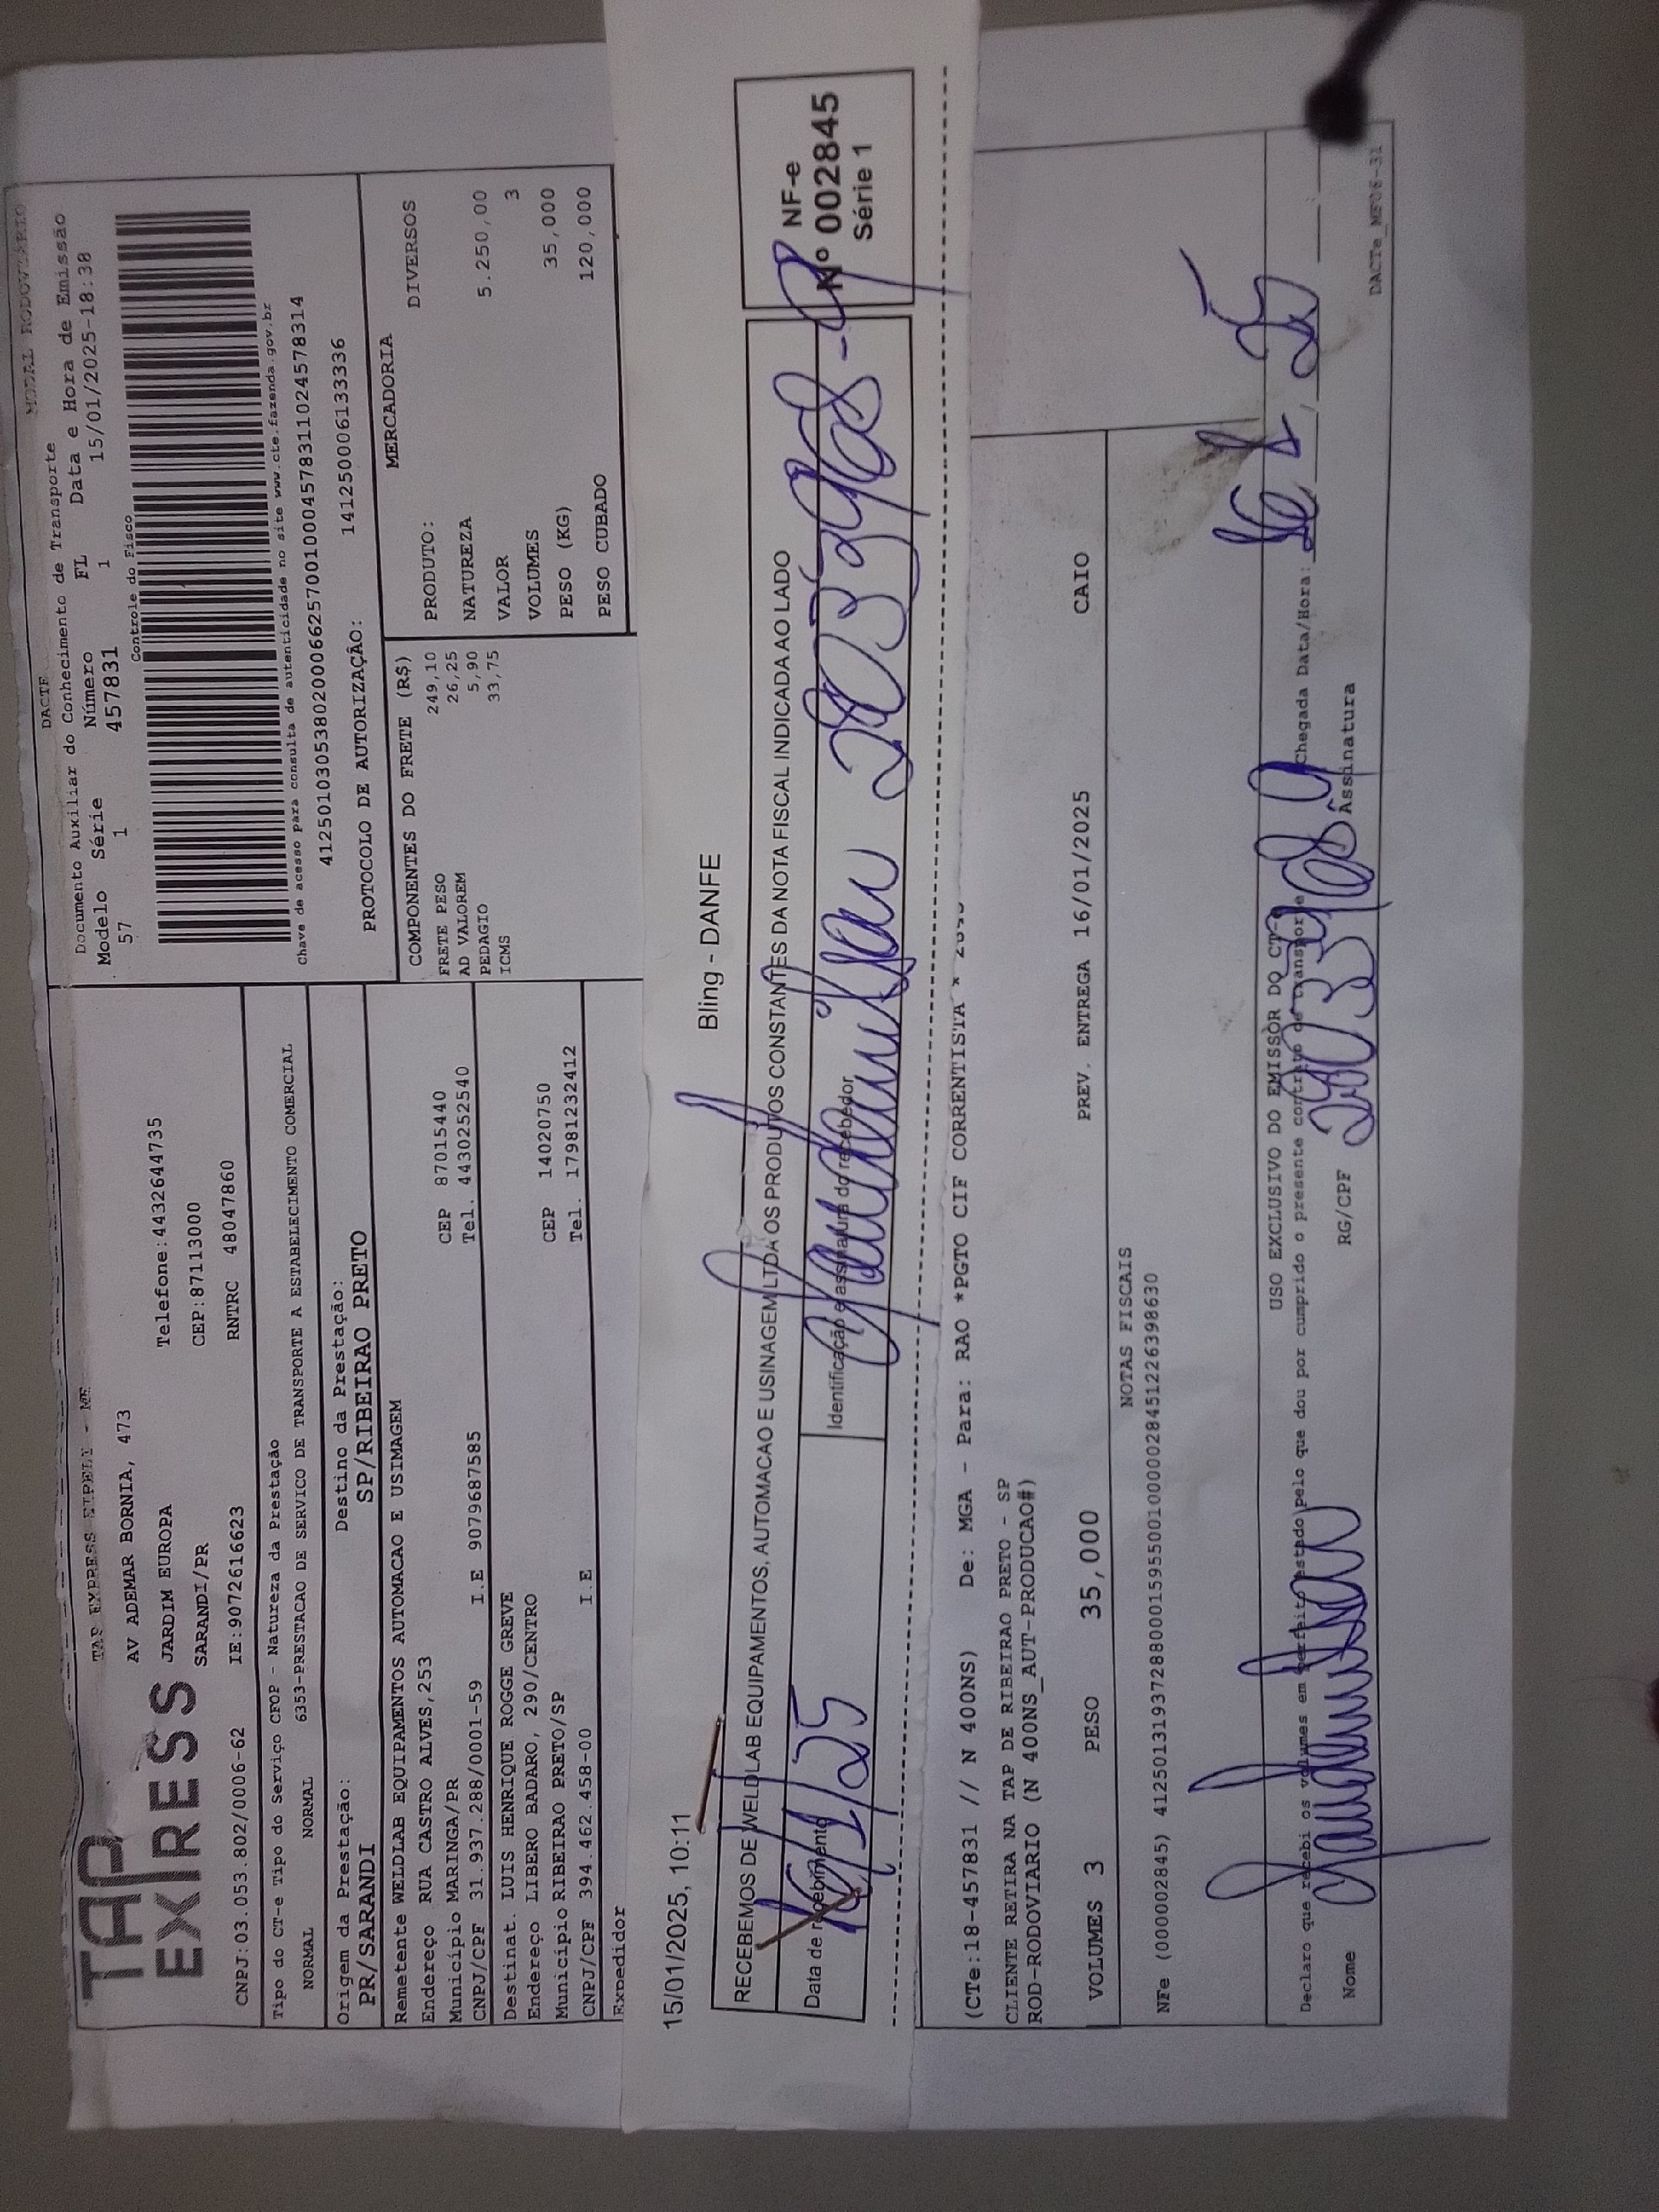 MODAL RODOVIARIO
TAP EXPRESS
TAP EXPRESS EIRELI - ME
AV ADEMAR BORNIA, 473
JARDIM EUROPA Telefone:4432644735
SARANDI/PR CEP:87113000
CNPJ:03.053.802/0006-62 IE:9072616623 RNTRC 48047860
DACTE
Documento Auxiliar do Conhecimento de Transporte
Modelo Série Número FL Data e Hora de Emissão
57 1 457831 1 15/01/2025-18:38
Controle do Fisco
Chave de acesso para consulta de autenticidade no site www.cte.fazenda.gov.br
41250103053802000662570010004578311024578314
PROTOCOLO DE AUTORIZAÇÃO: 141250006133336
Tipo do CT-e Tipo do Serviço CFOP - Natureza da Prestação
NORMAL NORMAL 6353-PRESTACAO DE SERVICO DE TRANSPORTE A ESTABELECIMENTO COMERCIAL
Origem da Prestação: Destino da Prestação:
PR/SARANDI SP/RIBEIRAO PRETO
Remetente WELDLAB EQUIPAMENTOS AUTOMACAO E USIMAGEM
Endereço RUA CASTRO ALVES,253
Município MARINGA/PR CEP 87015440
CNPJ/CPF 31.937.288/0001-59 I.E 9079687585 Tel. 4430252540
Destinat. LUIS HENRIQUE ROGGE GREVE
Endereço LIBERO BADARO, 290/CENTRO
Município RIBEIRAO PRETO/SP CEP 14020750
CNPJ/CPF 394.462.458-00 I.E Tel. 17981232412
Expedidor
COMPONENTES DO FRETE (R$)
FRETE PESO 249,10
AD VALOREM 26,25
PEDAGIO 5,90
ICMS 33,75
MERCADORIA
PRODUTO: DIVERSOS
NATUREZA
VALOR 5.250,00
VOLUMES 3
PESO (KG) 35,000
PESO CUBADO 120,000
15/01/2025, 10:11 Bling - DANFE
RECEBEMOS DE WELDLAB EQUIPAMENTOS, AUTOMACAO E USINAGEM LTDA OS PRODUTOS CONSTANTES DA NOTA FISCAL INDICADA AO LADO
Data de recebimento Identificação e assinatura do recebedor
16/1/25
NF-e
Nº 002845
Série 1
(CTe:18-457831 // N 400NS) De: MGA - Para: RAO *PGTO CIF CORRENTISTA *
CLIENTE RETIRA NA TAP DE RIBEIRAO PRETO - SP
ROD-RODOVIARIO (N 400NS_AUT-PRODUCAO#)
VOLUMES 3 PESO 35,000 PREV. ENTREGA 16/01/2025 CAIO
NOTAS FISCAIS
NFe (000002845) 41250131937288000159550010000028451226398630
USO EXCLUSIVO DO EMISSOR DO CT-e
Declaro que recebi os volumes em perfeito estado pelo que dou por cumprido o presente contrato de transporte Chegada Data/Hora:
Nome RG/CPF Assinatura
DACTe_MF06-31